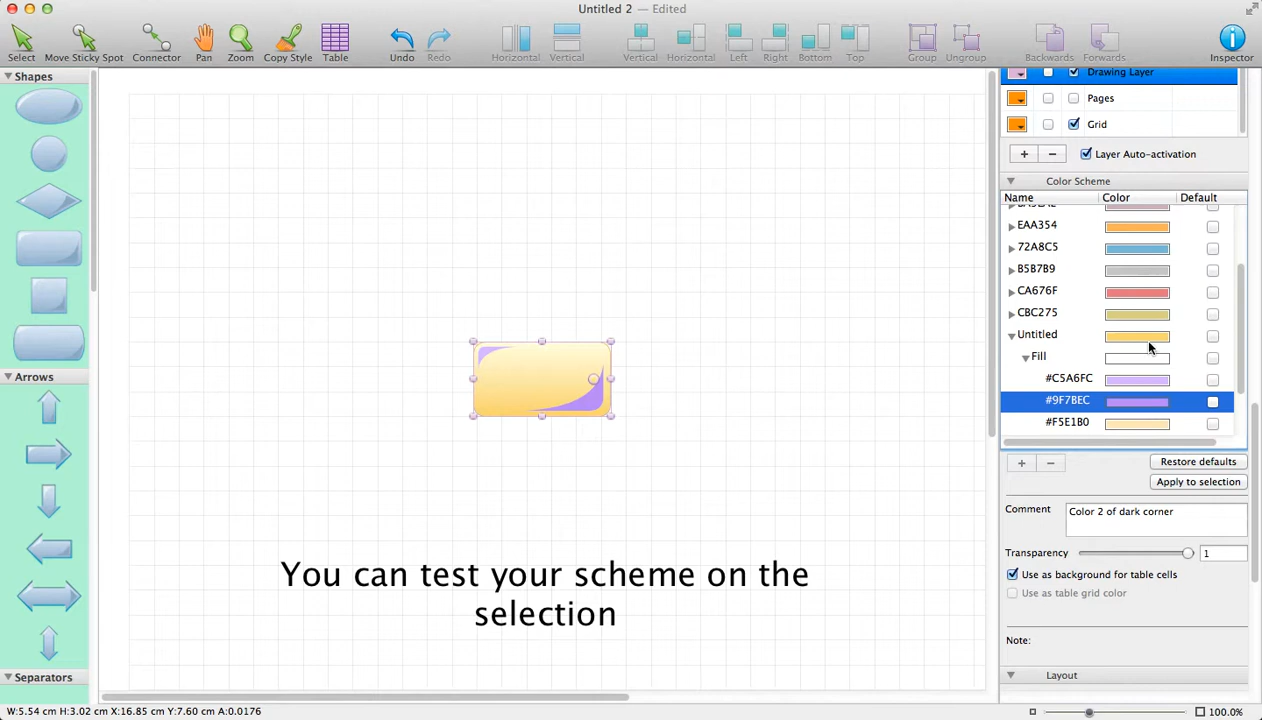 Untitled 2 — Edited
Select Move Sticky Spot Connector Pan Zoom Copy Style Table Undo Redo Horizontal Vertical Vertical Horizontal Left Right Bottom Top Group Ungroup Backwards Forwards Inspector
Shapes
Arrows
Separators
Drawing Layer
Pages
Grid
+ − Layer Auto-activation
Color Scheme
Name Color Default
EAA354
72A8C5
B5B7B9
CA676F
CBC275
Untitled
Fill
#C5A6FC
#9F7BEC
#F5E1B0
+ − Restore defaults
Apply to selection
Comment Color 2 of dark corner
Transparency 1
Use as background for table cells
Use as table grid color
Note:
Layout
You can test your scheme on the
selection
W:5.54 cm H:3.02 cm X:16.85 cm Y:7.60 cm A:0.0176 100.0%